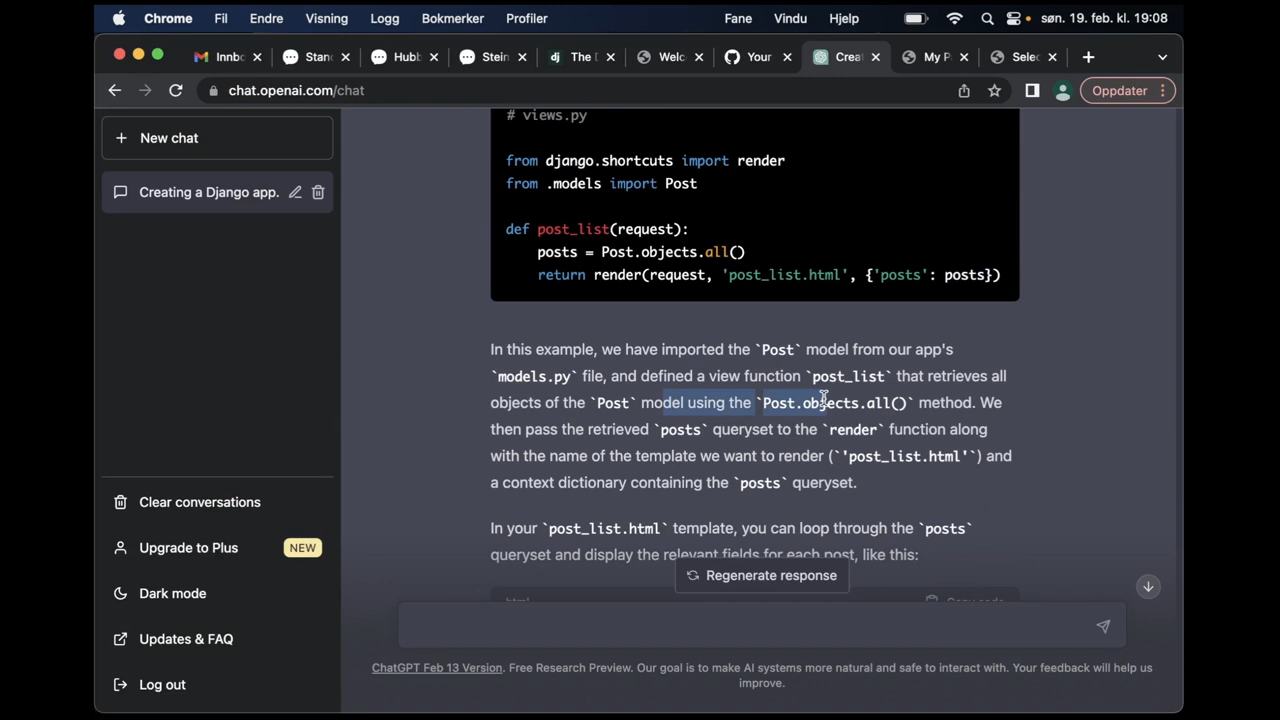 Chrome Fil Endre Visning Logg Bokmerker Profiler Fane Vindu Hjelp søn. 19. feb. kl. 19:08
Innbc Stand Hubb Stein dj The D Welc Your Creat My P Selec
chat.openai.com/chat Oppdater
New chat
Creating a Django app.
Clear conversations
Upgrade to Plus NEW
Dark mode
Updates & FAQ
Log out
# views.py
from django.shortcuts import render
from .models import Post
def post_list(request):
posts = Post.objects.all()
return render(request, 'post_list.html', {'posts': posts})
In this example, we have imported the `Post` model from our app's
`models.py` file, and defined a view function `post_list` that retrieves all
objects of the `Post` model using the `Post.objects.all()` method. We
then pass the retrieved `posts` queryset to the `render` function along
with the name of the template we want to render (`'post_list.html'`) and
a context dictionary containing the `posts` queryset.
In your `post_list.html` template, you can loop through the `posts`
queryset and display the relevant fields for each post, like this:
Regenerate response
html Copy code
ChatGPT Feb 13 Version. Free Research Preview. Our goal is to make AI systems more natural and safe to interact with. Your feedback will help us
improve.